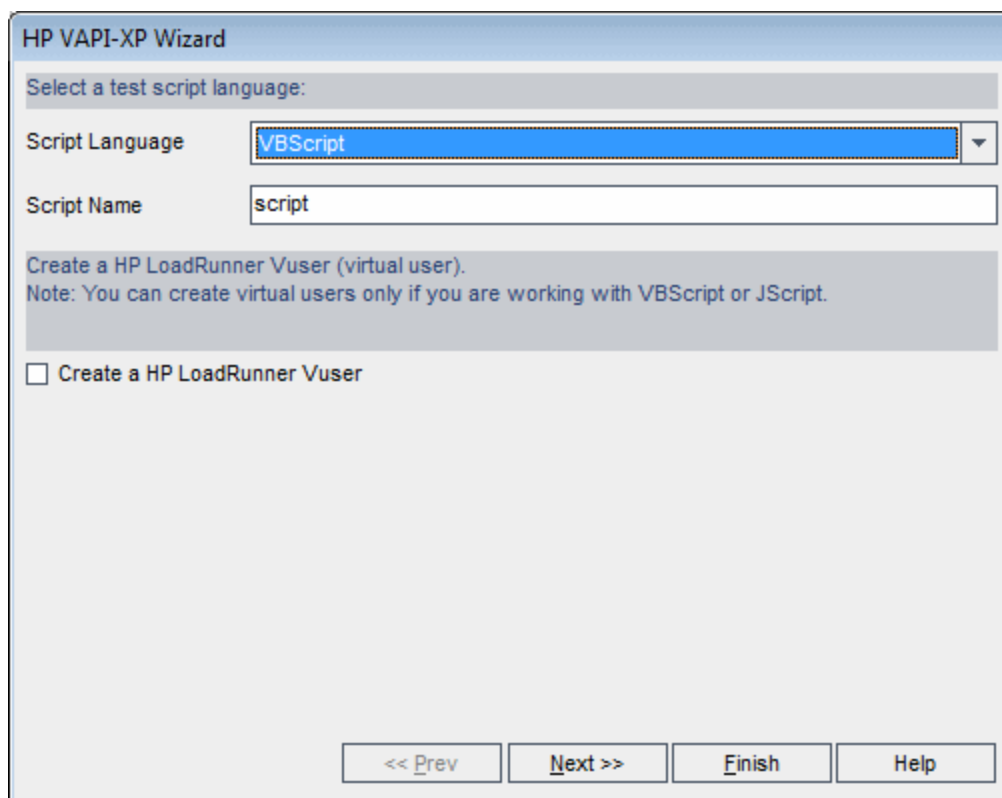 HP VAPI-XP Wizard
Select a test script language:
Script Language VBScript
Script Name script
Create a HP LoadRunner Vuser (virtual user).
Note: You can create virtual users only if you are working with VBScript or JScript.
Create a HP LoadRunner Vuser
<< Prev Next >> Finish Help